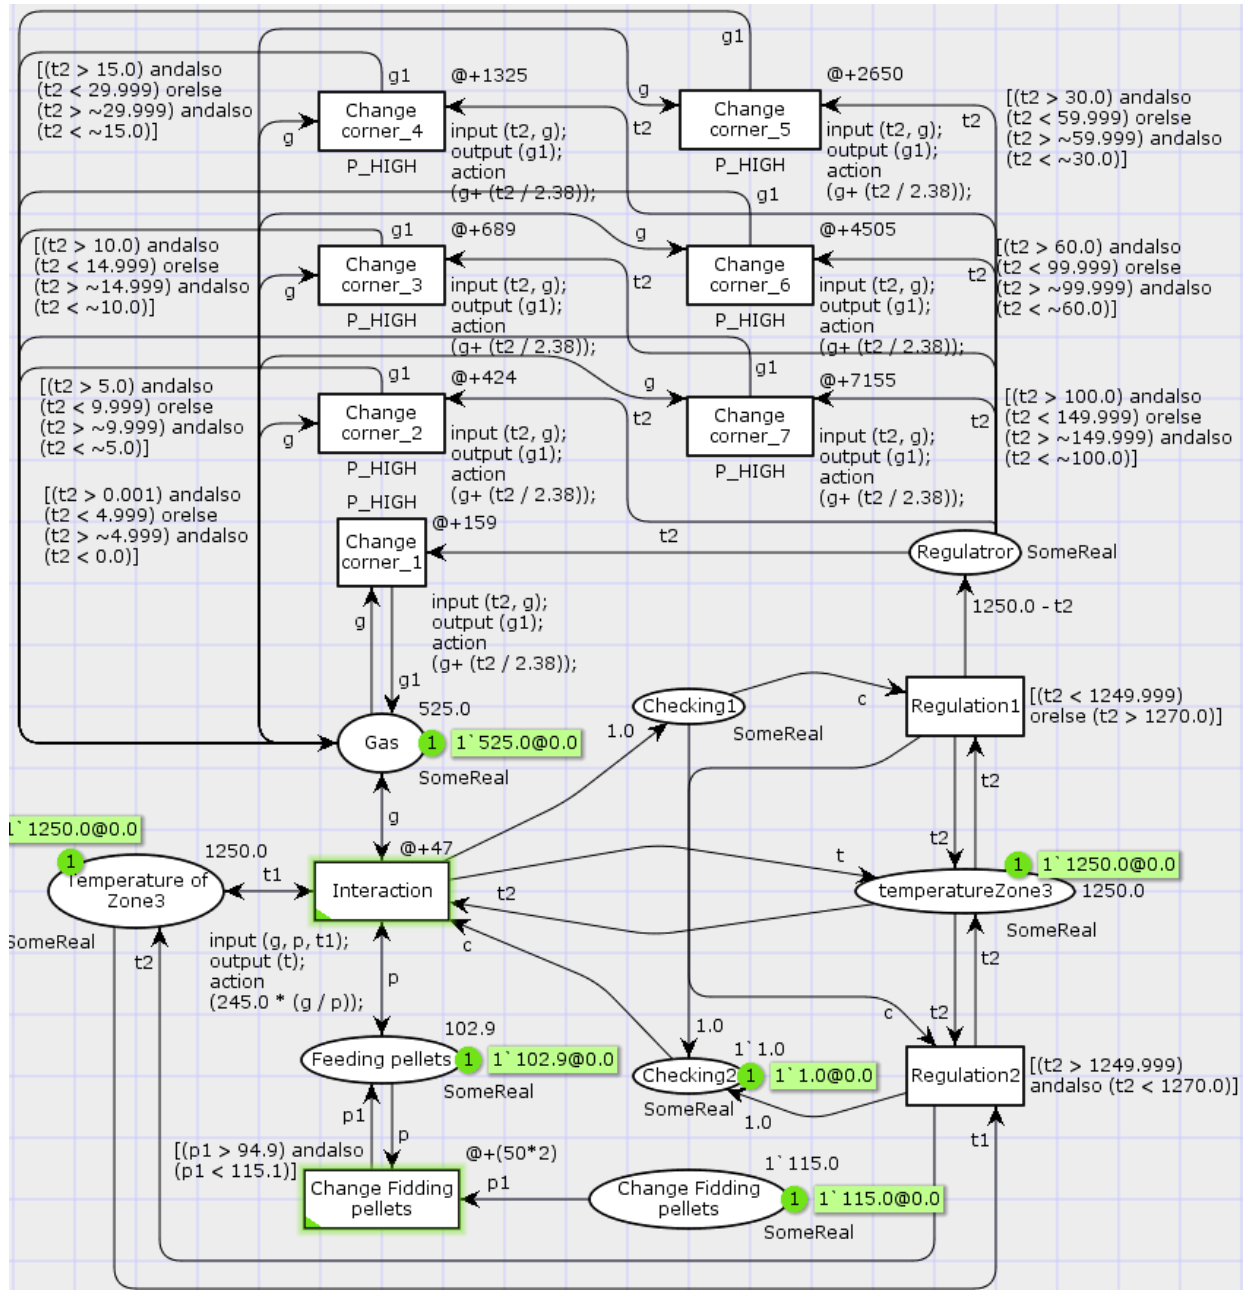 g1
[(t2 > 15.0) andalso
(t2 < 29.999) orelse
(t2 > ~29.999) andalso
(t2 < ~15.0)]
g1
@+1325
g
@+2650
Change
corner_4
g
t2
P_HIGH
input (t2, g);
output (g1);
action
(g+ (t2 / 2.38));
Change
corner_5
t2
P_HIGH
input (t2, g);
output (g1);
action
(g+ (t2 / 2.38));
[(t2 > 30.0) andalso
(t2 < 59.999) orelse
(t2 > ~59.999) andalso
(t2 < ~30.0)]
[(t2 > 10.0) andalso
(t2 < 14.999) orelse
(t2 > ~14.999) andalso
(t2 < ~10.0)]
g1
@+689
g
g1
@+4505
Change
corner_3
g
t2
P_HIGH
input (t2, g);
output (g1);
action
(g+ (t2 / 2.38));
Change
corner_6
t2
P_HIGH
input (t2, g);
output (g1);
action
(g+ (t2 / 2.38));
[(t2 > 60.0) andalso
(t2 < 99.999) orelse
(t2 > ~99.999) andalso
(t2 < ~60.0)]
[(t2 > 5.0) andalso
(t2 < 9.999) orelse
(t2 > ~9.999) andalso
(t2 < ~5.0)]
g1
@+424
g
g1
@+7155
Change
corner_2
g
t2
P_HIGH
input (t2, g);
output (g1);
action
(g+ (t2 / 2.38));
Change
corner_7
t2
P_HIGH
input (t2, g);
output (g1);
action
(g+ (t2 / 2.38));
[(t2 > 100.0) andalso
(t2 < 149.999) orelse
(t2 > ~149.999) andalso
(t2 < ~100.0)]
[(t2 > 0.001) andalso
(t2 < 4.999) orelse
(t2 > ~4.999) andalso
(t2 < 0.0)]
P_HIGH
@+159
Change
corner_1
t2
Regulatror
SomeReal
input (t2, g);
output (g1);
action
(g+ (t2 / 2.38));
g
g1
1250.0 - t2
525.0
Gas
1
1`525.0@0.0
SomeReal
1.0
Checking1
SomeReal
c
Regulation1
[(t2 < 1249.999)
orelse (t2 > 1270.0)]
g
t2
t2
1`1250.0@0.0
1
1250.0
Temperature of
Zone3
SomeReal
t1
@+47
Interaction
t
t2
c
1
1`1250.0@0.0
temperatureZone3
1250.0
SomeReal
t2
input (g, p, t1);
output (t);
action
(245.0 * (g / p));
p
t2
t2
c
102.9
Feeding pellets
1
1`102.9@0.0
SomeReal
1.0
1`1.0
Checking2
1
1`1.0@0.0
SomeReal
1.0
Regulation2
[(t2 > 1249.999)
andalso (t2 < 1270.0)]
t1
p1
p
[(p1 > 94.9) andalso
(p1 < 115.1)]
@+(50*2)
Change Fidding
pellets
p1
1`115.0
Change Fidding
pellets
1
1`115.0@0.0
SomeReal